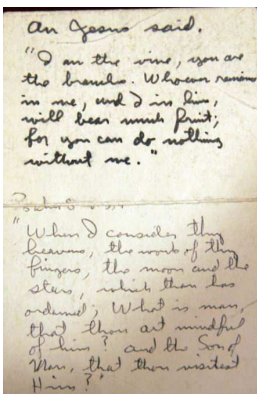 As Jesus said,
"I am the vine, you are
the branches. Whoever remains
in me, and I in him,
will bear much fruit;
for you can do nothing
without me."
"When I consider thy
heavens, the work of thy
fingers, the moon and the
stars, which thou has
ordained; What is man,
that thou art mindful
of him? and the Son of
Man, that thou visitest
Him?"